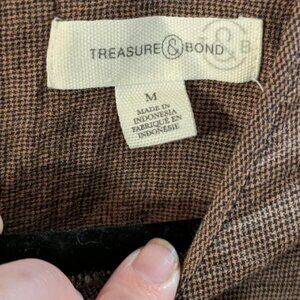 TREASURE & BOND
& B
M
MADE IN
INDONESIA
FABRIQUÉ EN
INDONÉSIE